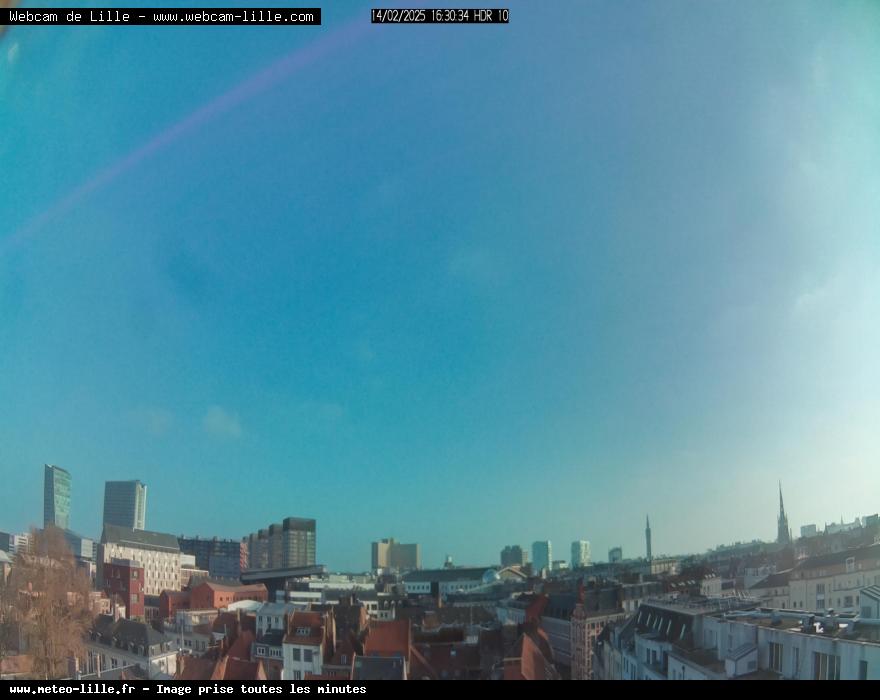 Webcam de Lille - www.webcam-lille.com
14/02/2025 16:30:34 HDR 10
www.meteo-lille.fr - Image prise toutes les minutes